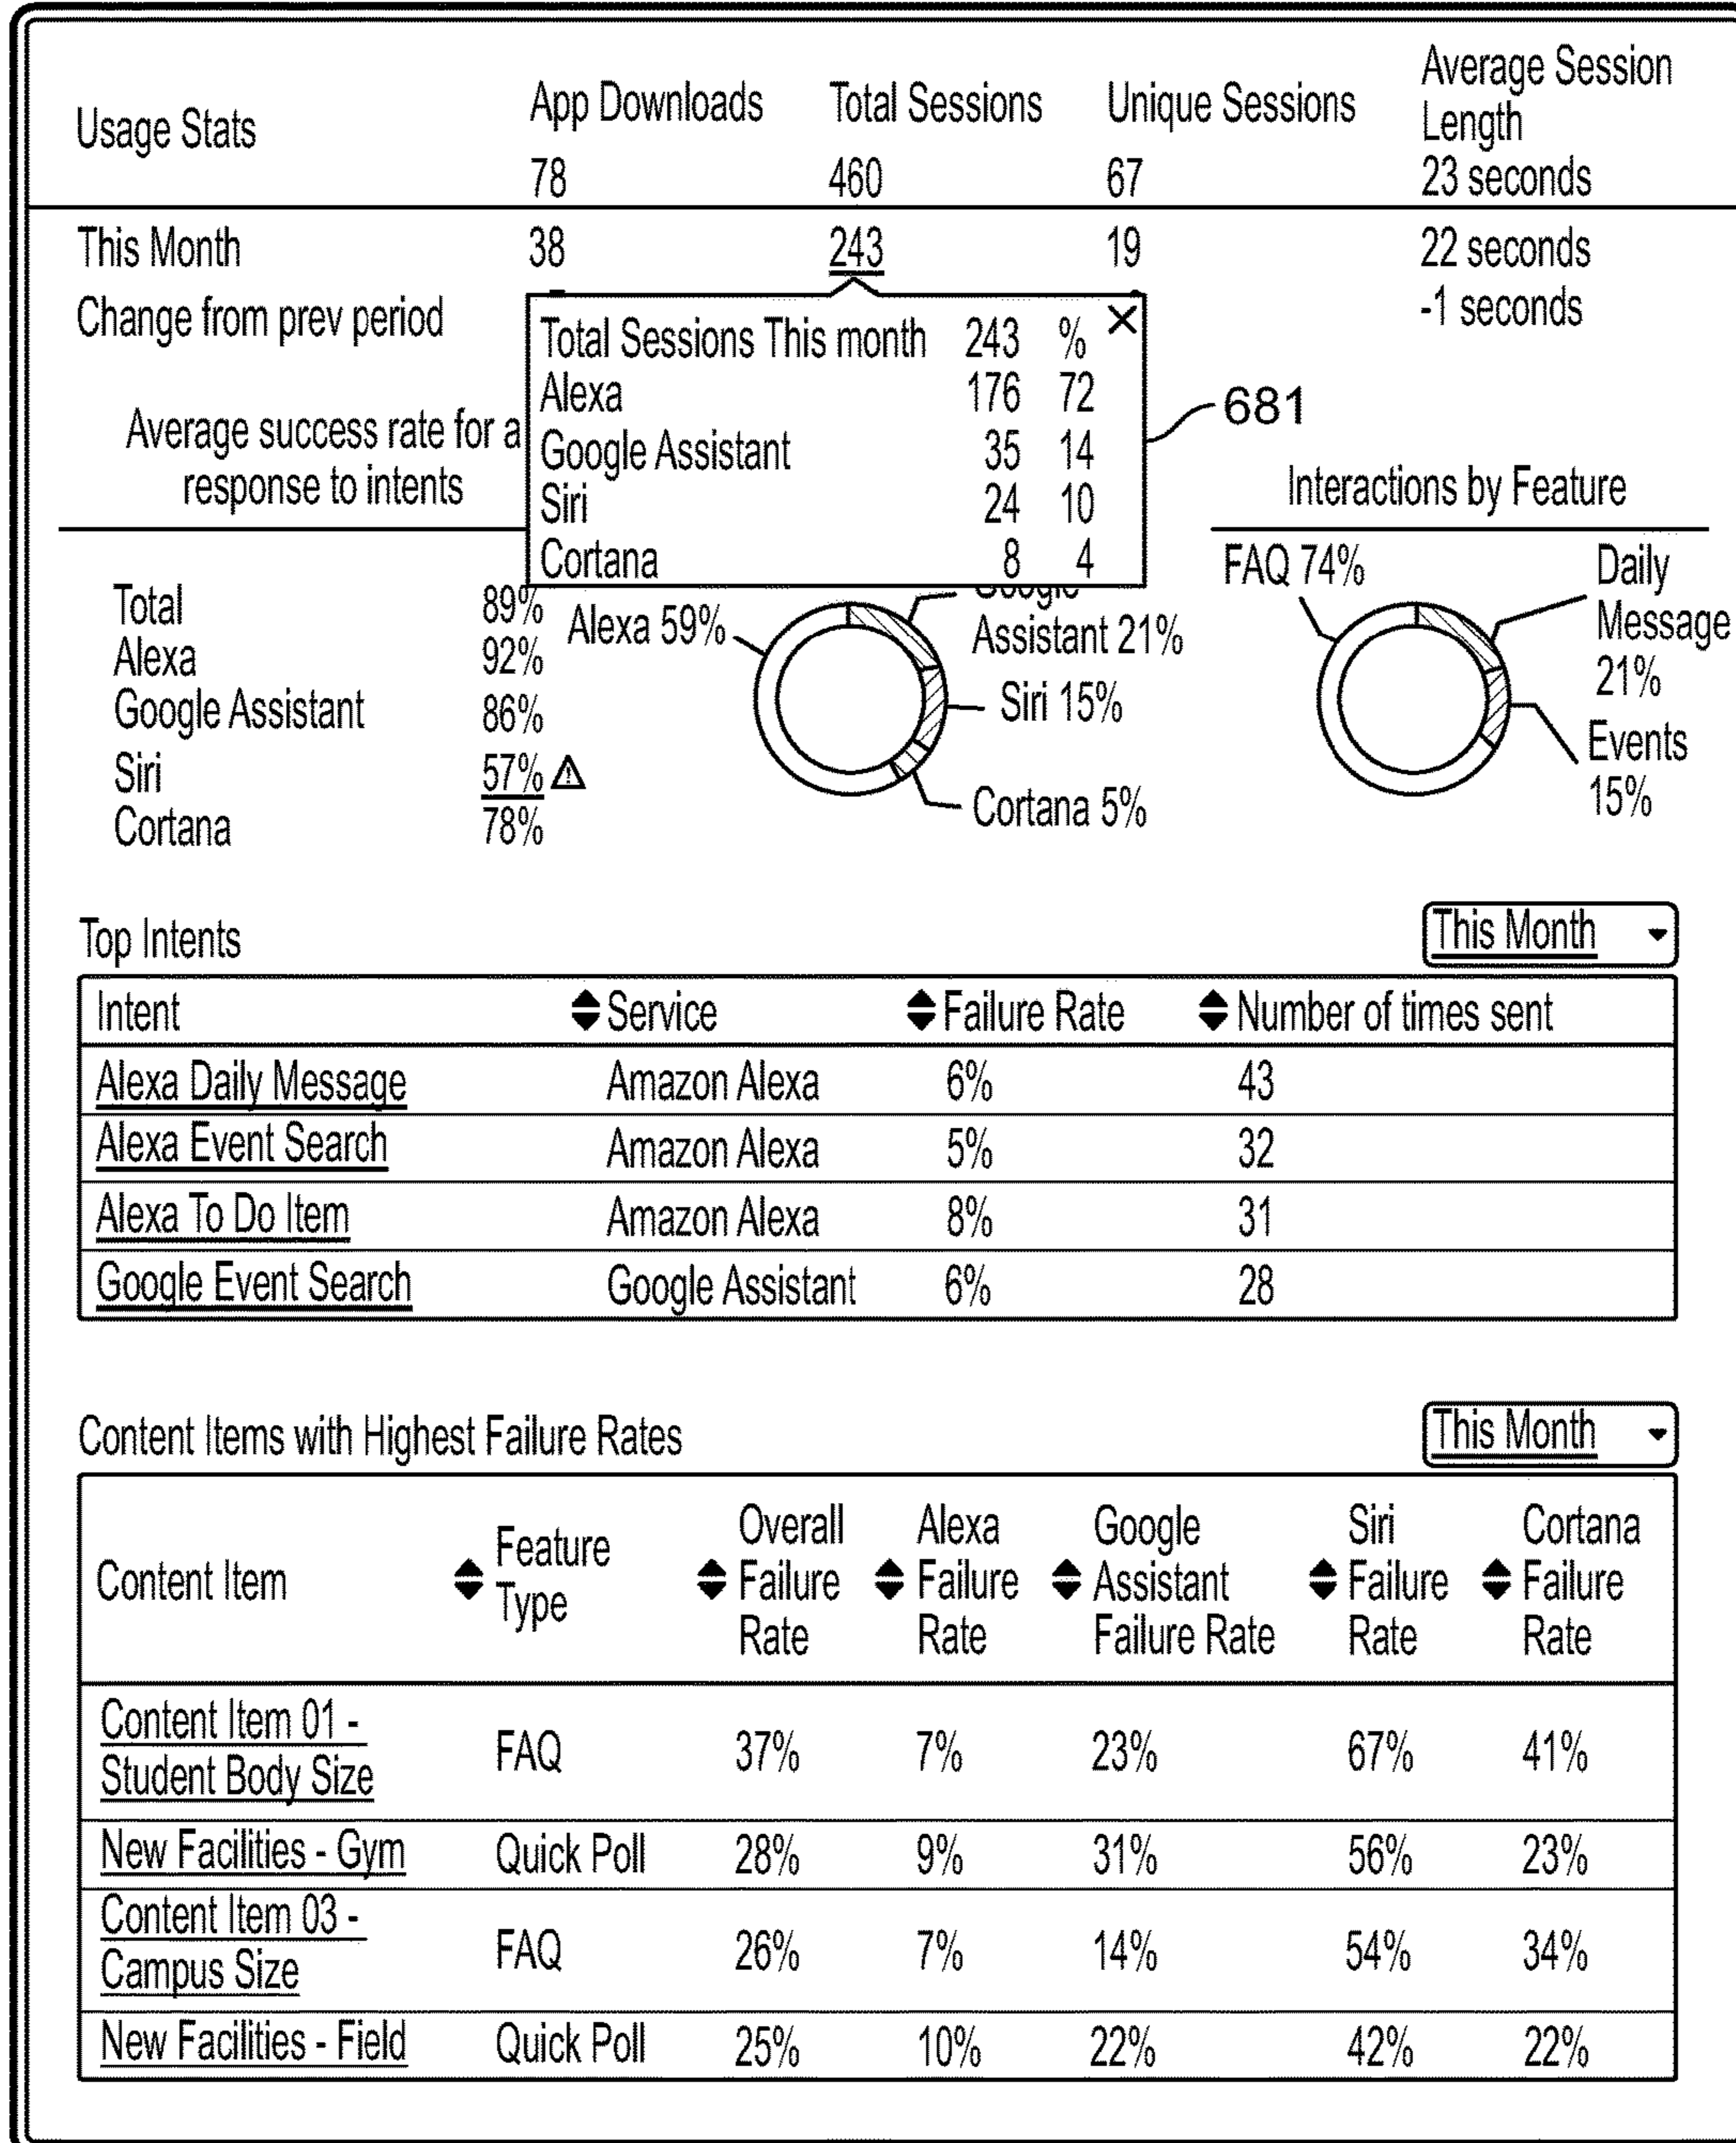 Usage Stats
App Downloads
78
Total Sessions
460
Unique Sessions
67
Average Session
Length
23 seconds
This Month 38 243 19 22 seconds
Change from prev period -1 seconds
Total Sessions This month 243 %
Alexa 176 72
Google Assistant 35 14
Siri 24 10
Cortana 8 4
681
Average success rate for a
response to intents
Total 89%
Alexa 92%
Google Assistant 86%
Siri 57%
Cortana 78%
Alexa 59%
Google
Assistant 21%
Siri 15%
Cortana 5%
Interactions by Feature
FAQ 74%
Daily
Message
21%
Events
15%
Top Intents
This Month
Intent Service Failure Rate Number of times sent
Alexa Daily Message Amazon Alexa 6% 43
Alexa Event Search Amazon Alexa 5% 32
Alexa To Do Item Amazon Alexa 8% 31
Google Event Search Google Assistant 6% 28
Content Items with Highest Failure Rates
This Month
Content Item
Feature
Type
Overall
Failure
Rate
Alexa
Failure
Rate
Google
Assistant
Failure Rate
Siri
Failure
Rate
Cortana
Failure
Rate
Content Item 01 -
Student Body Size
FAQ 37% 7% 23% 67% 41%
New Facilities - Gym Quick Poll 28% 9% 31% 56% 23%
Content Item 03 -
Campus Size
FAQ 26% 7% 14% 54% 34%
New Facilities - Field Quick Poll 25% 10% 22% 42% 22%